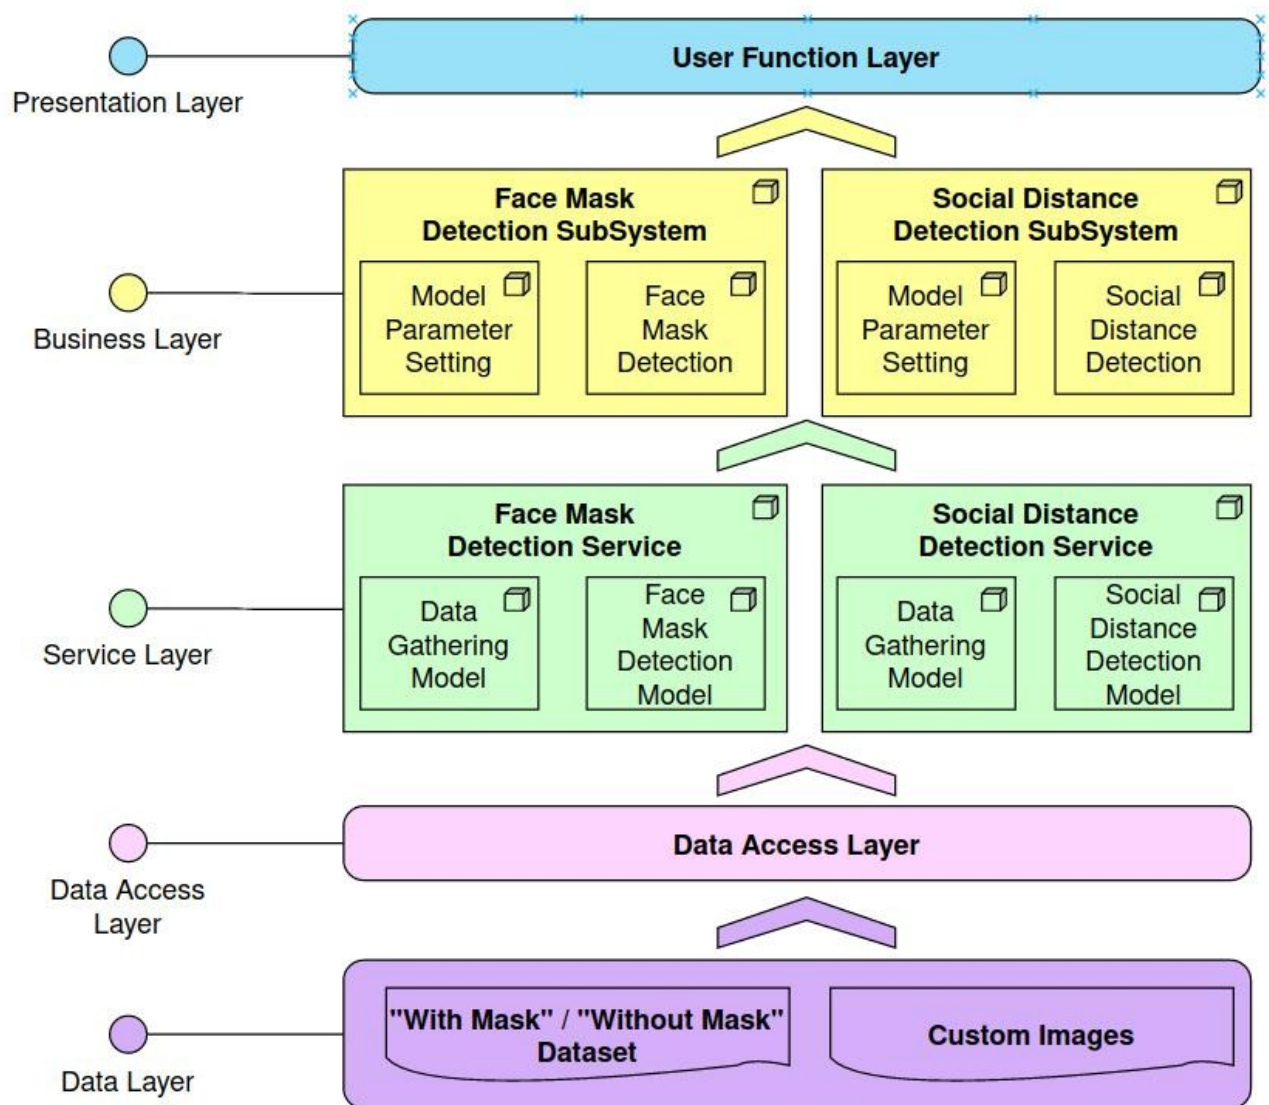 User Function Layer
Presentation Layer
Face Mask
Detection SubSystem
Model
Parameter
Setting
Face
Mask
Detection
Social Distance
Detection SubSystem
Model
Parameter
Setting
Social
Distance
Detection
Business Layer
Face Mask
Detection Service
Data
Gathering
Model
Face
Mask
Detection
Model
Social Distance
Detection Service
Data
Gathering
Model
Social
Distance
Detection
Model
Service Layer
Data Access Layer
Data Access
Layer
"With Mask" / "Without Mask"
Dataset
Custom Images
Data Layer